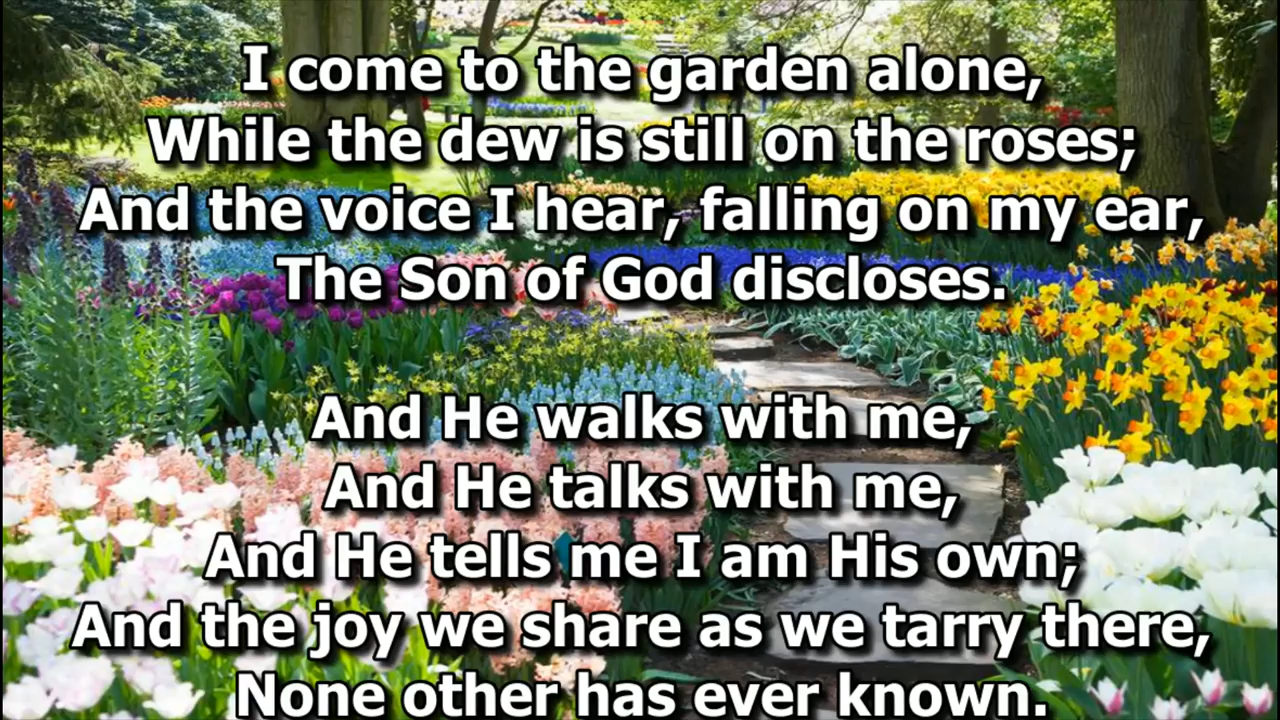 I come to the garden alone,
While the dew is still on the roses;
And the voice I hear, falling on my ear,
The Son of God discloses.
And He walks with me,
And He talks with me,
And He tells me I am His own;
And the joy we share as we tarry there,
None other has ever known.